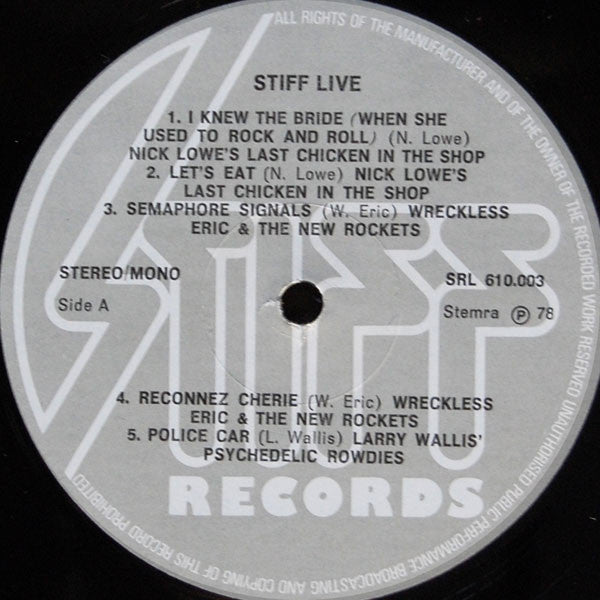 ALL RIGHTS OF THE MANUFACTURER AND OF THE OWNER OF THE RECORDED WORK RESERVED UNAUTHORISED PUBLIC PERFORMANCE BROADCASTING AND COPYING OF THIS RECORD PROHIBITED
STIFF LIVE
1. I KNEW THE BRIDE (WHEN SHE
USED TO ROCK AND ROLL) (N. Lowe)
NICK LOWE'S LAST CHICKEN IN THE SHOP
2. LET'S EAT (N. Lowe) NICK LOWE'S
LAST CHICKEN IN THE SHOP
3. SEMAPHORE SIGNALS (W. Eric) WRECKLESS
ERIC & THE NEW ROCKETS
STEREO/MONO
SRL 610.003
Side A
Stemra Ⓟ 78
STIFF
4. RECONNEZ CHERIE (W. Eric) WRECKLESS
ERIC & THE NEW ROCKETS
5. POLICE CAR (L. Wallis) LARRY WALLIS'
PSYCHEDELIC ROWDIES
RECORDS